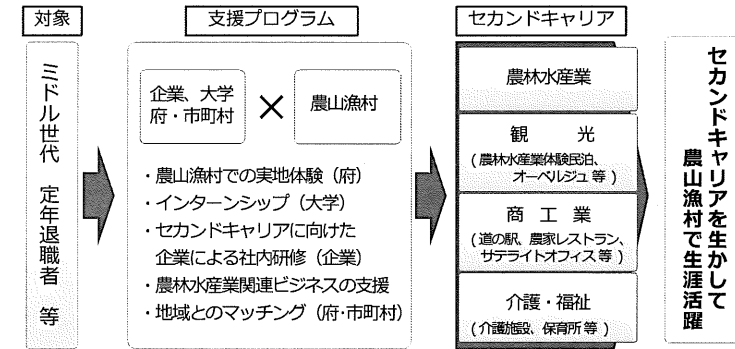 対象
ミドル世代 定年退職者 等
支援プログラム
企業、大学
府・市町村
×
農山漁村
・農山漁村での実地体験（府）
・インターンシップ（大学）
・セカンドキャリアに向けた
企業による社内研修（企業）
・農林水産業関連ビジネスの支援
・地域とのマッチング（府・市町村）
セカンドキャリア
農林水産業
観 光
（農林水産業体験民泊、
オーベルジュ等）
商 工 業
（道の駅、農家レストラン、
サテライトオフィス等）
介護・福祉
（介護施設、保育所等）
セカンドキャリアを生かして
農山漁村で生涯活躍